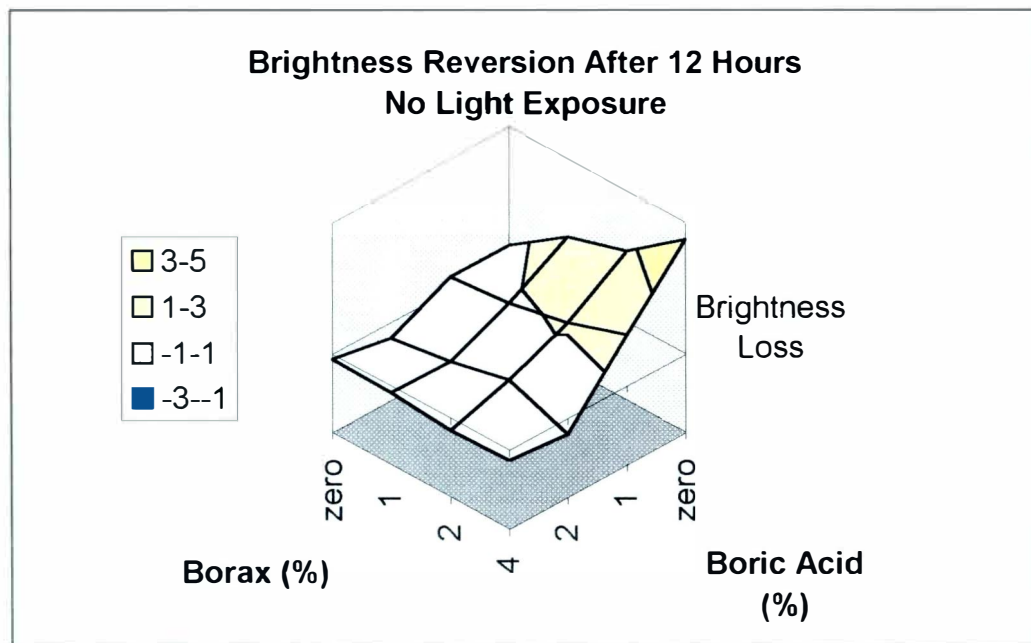 Brightness Reversion After 12 Hours
No Light Exposure
3-5
1-3
-1-1
-3--1
Brightness
Loss
zero
1
2
4
2
1
zero
Borax (%)
Boric Acid
(%)